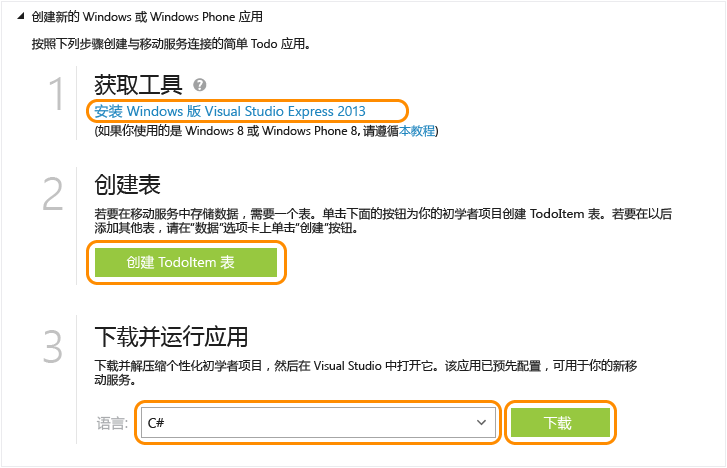 创建新的 Windows 或 Windows Phone 应用
按照下列步骤创建与移动服务连接的简单 Todo 应用。
1 获取工具 ?
安装 Windows 版 Visual Studio Express 2013
(如果你使用的是 Windows 8 或 Windows Phone 8, 请遵循本教程)
2 创建表
若要在移动服务中存储数据，需要一个表。单击下面的按钮为你的初学者项目创建 TodoItem 表。若要在以后
添加其他表，请在"数据"选项卡上单击"创建"按钮。
创建 TodoItem 表
3 下载并运行应用
下载并解压缩个性化初学者项目，然后在 Visual Studio 中打开它。该应用已预先配置，可用于你的新移
动服务。
语言: C# 下载